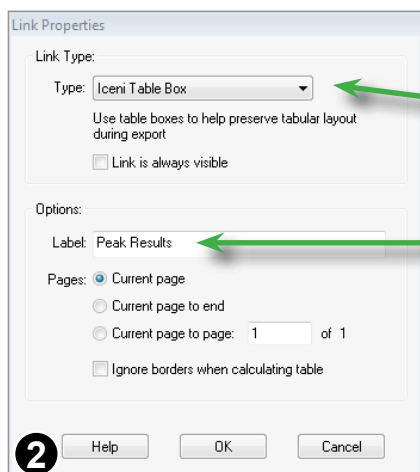 Link Properties
Link Type:
Type: Iceni Table Box
Use table boxes to help preserve tabular layout
during export
Link is always visible
Options:
Label: Peak Results
Pages: Current page
Current page to end
Current page to page: 1 of 1
Ignore borders when calculating table
2 Help OK Cancel